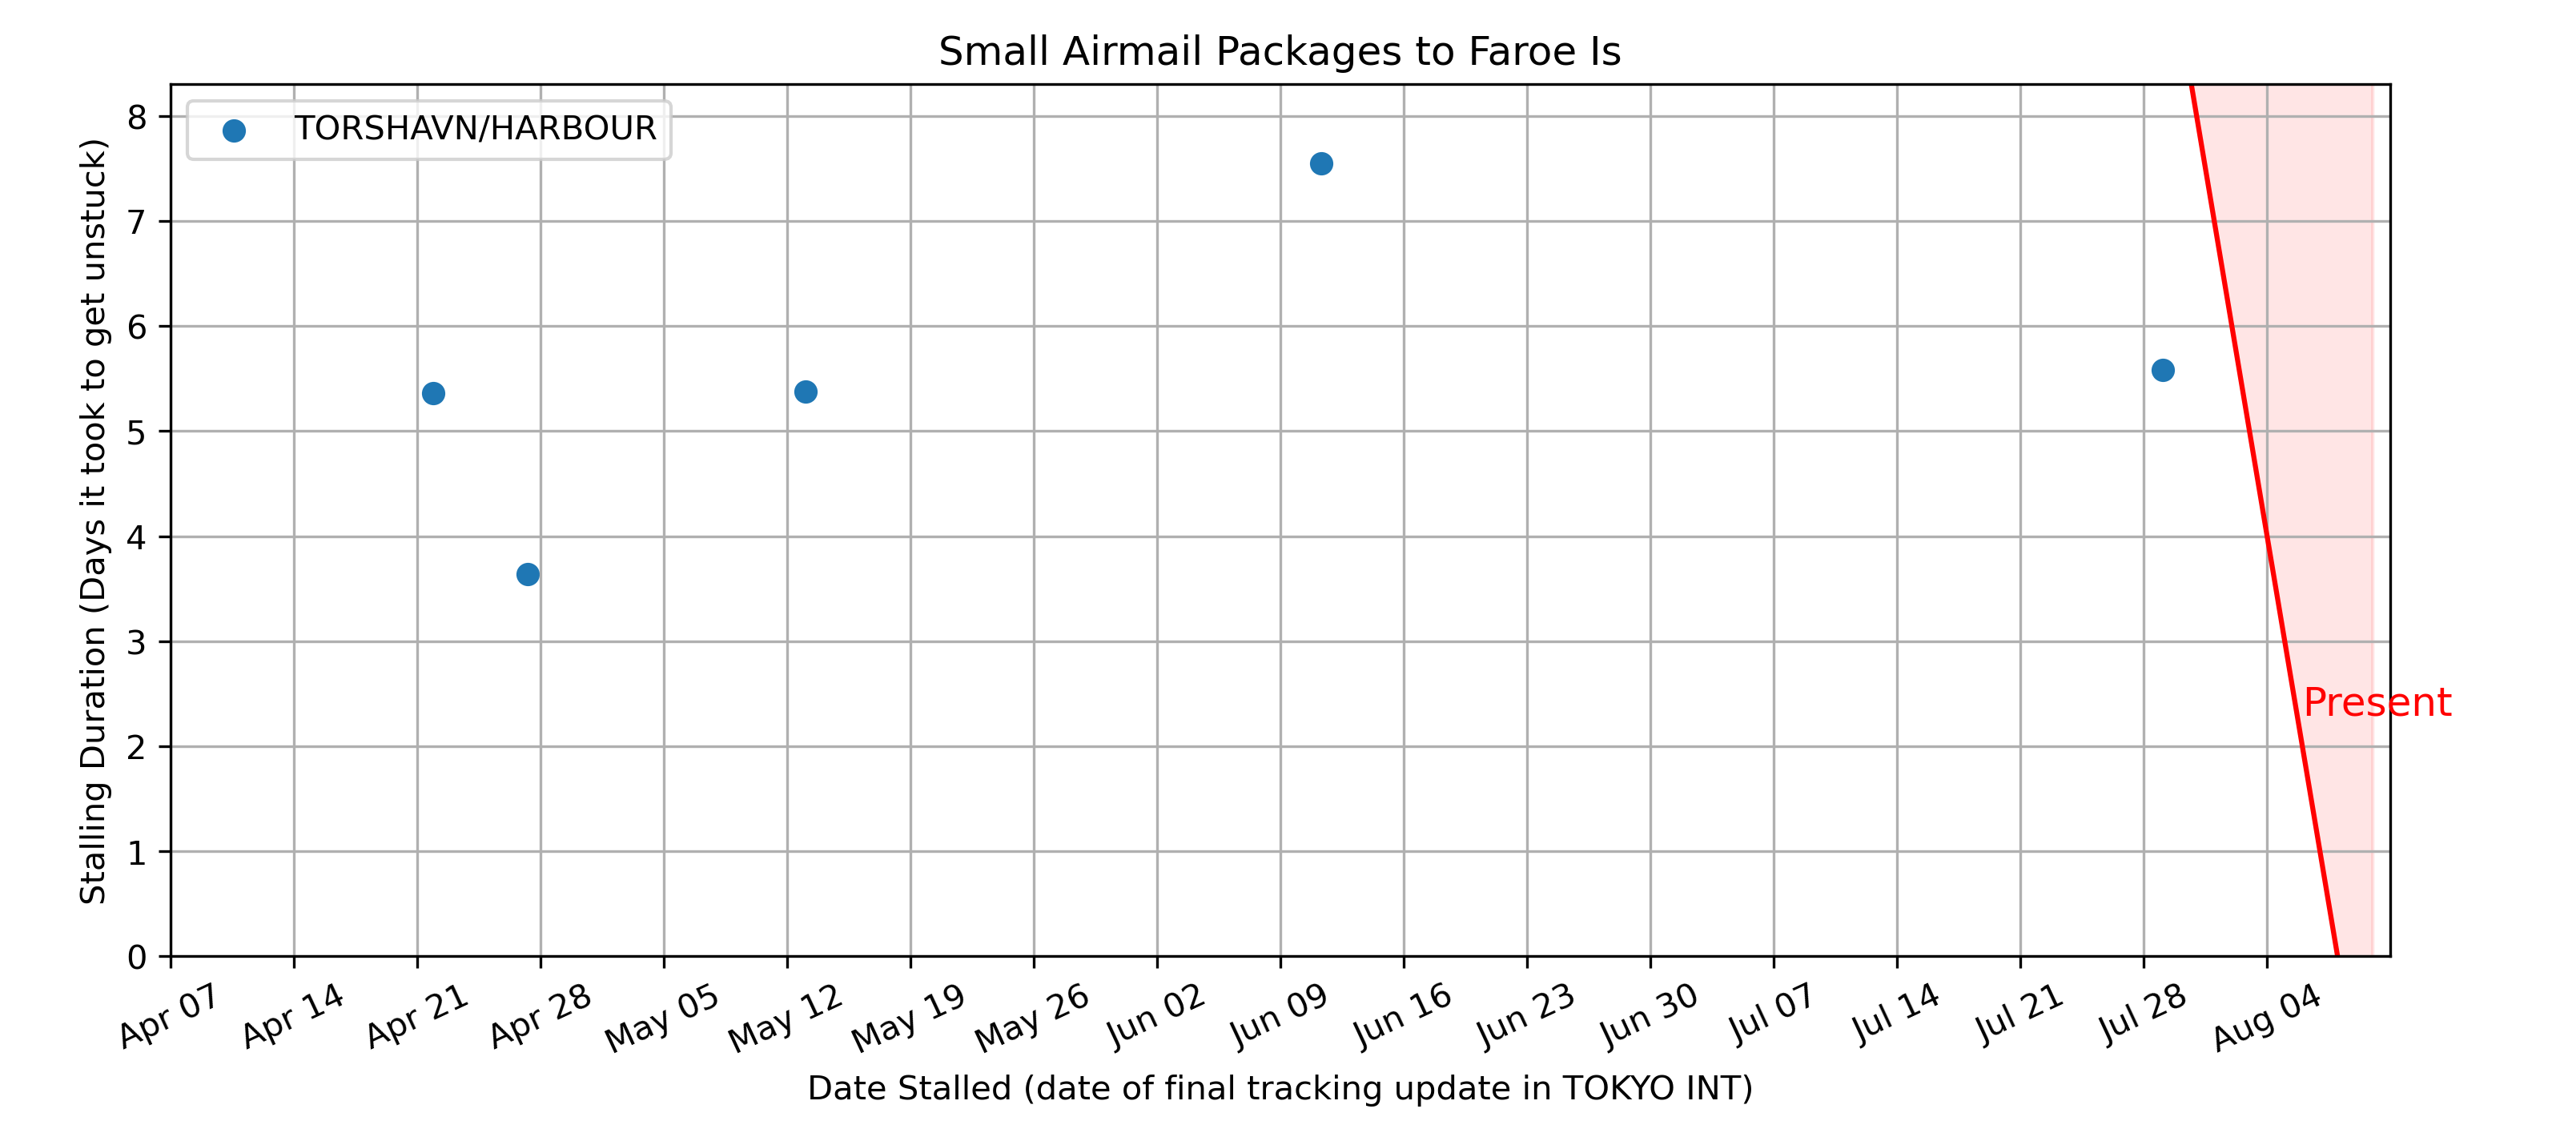 Small Airmail Packages to Faroe Is
TORSHAVN/HARBOUR
Stalling Duration (Days it took to get unstuck)
8
7
6
5
4
3
2
1
0
Present
Apr 07
Apr 14
Apr 21
Apr 28
May 05
May 12
May 19
May 26
Jun 02
Jun 09
Jun 16
Jun 23
Jun 30
Jul 07
Jul 14
Jul 21
Jul 28
Aug 04
Date Stalled (date of final tracking update in TOKYO INT)